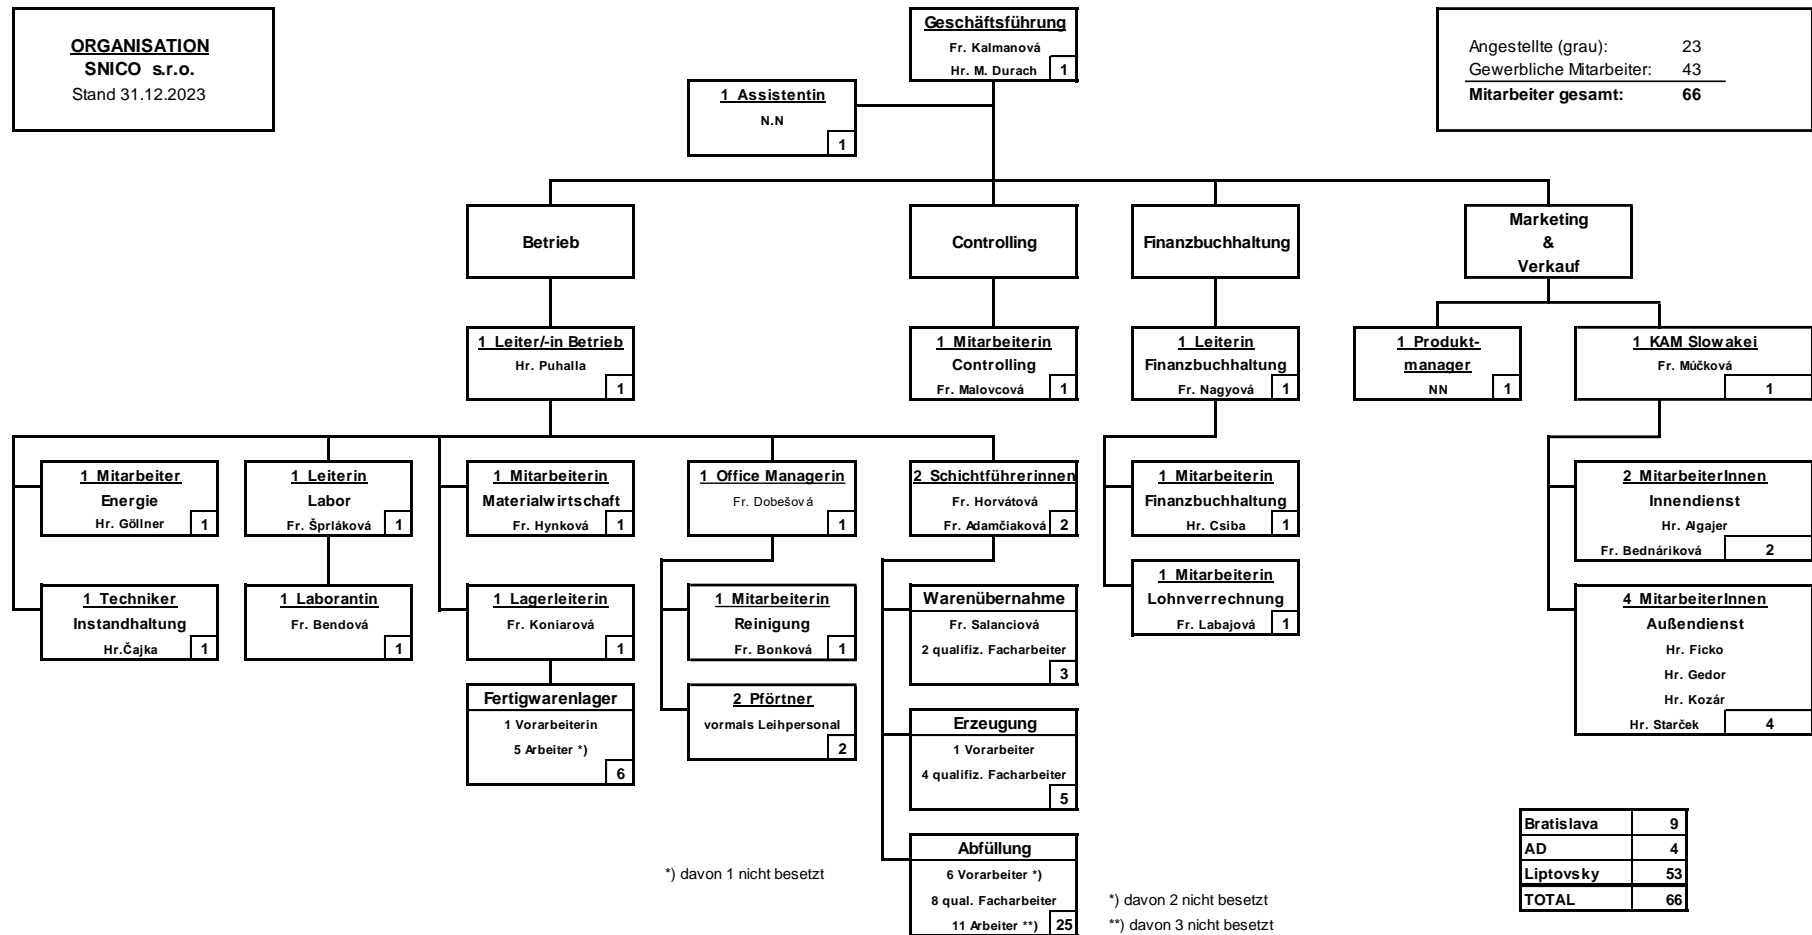 ORGANISATION
SNICO s.r.o.
Stand 31.12.2023
Geschäftsführung
Fr. Kalmanová
Hr. M. Durach 1
Angestellte (grau): 23
Gewerbliche Mitarbeiter: 43
Mitarbeiter gesamt: 66
1 Assistentin
N.N
1
Betrieb
Controlling
Finanzbuchhaltung
Marketing
&
Verkauf
1 Leiter/-in Betrieb
Hr. Puhalla
1
1 Mitarbeiterin
Controlling
Fr. Malovcová 1
1 Leiterin
Finanzbuchhaltung
Fr. Nagyová 1
1 Produkt-
manager
NN 1
1 KAM Slowakei
Fr. Múčková
1
1 Mitarbeiter
Energie
Hr. Göllner 1
1 Leiterin
Labor
Fr. Šprláková 1
1 Mitarbeiterin
Materialwirtschaft
Fr. Hynková 1
1 Office Managerin
Fr. Dobešová
1
2 Schichtführerinnen
Fr. Horvátová
Fr. Adamčiaková 2
1 Mitarbeiterin
Finanzbuchhaltung
Hr. Csiba 1
2 MitarbeiterInnen
Innendienst
Hr. Algajer
Fr. Bednáriková 2
1 Techniker
Instandhaltung
Hr.Čajka 1
1 Laborantin
Fr. Bendová
1
1 Lagerleiterin
Fr. Koniarová
1
1 Mitarbeiterin
Reinigung
Fr. Bonková 1
Warenübernahme
Fr. Salanciová
2 qualifiz. Facharbeiter
3
1 Mitarbeiterin
Lohnverrechnung
Fr. Labajová 1
4 MitarbeiterInnen
Außendienst
Hr. Ficko
Hr. Gedor
Hr. Kozár
Hr. Starček 4
Fertigwarenlager
1 Vorarbeiterin
5 Arbeiter *)
6
2 Pförtner
vormals Leihpersonal
2
Erzeugung
1 Vorarbeiter
4 qualifiz. Facharbeiter
5
Abfüllung
6 Vorarbeiter *)
8 qual. Facharbeiter
11 Arbeiter **) 25
*) davon 1 nicht besetzt
*) davon 2 nicht besetzt
**) davon 3 nicht besetzt
Bratislava 9
AD 4
Liptovsky 53
TOTAL 66